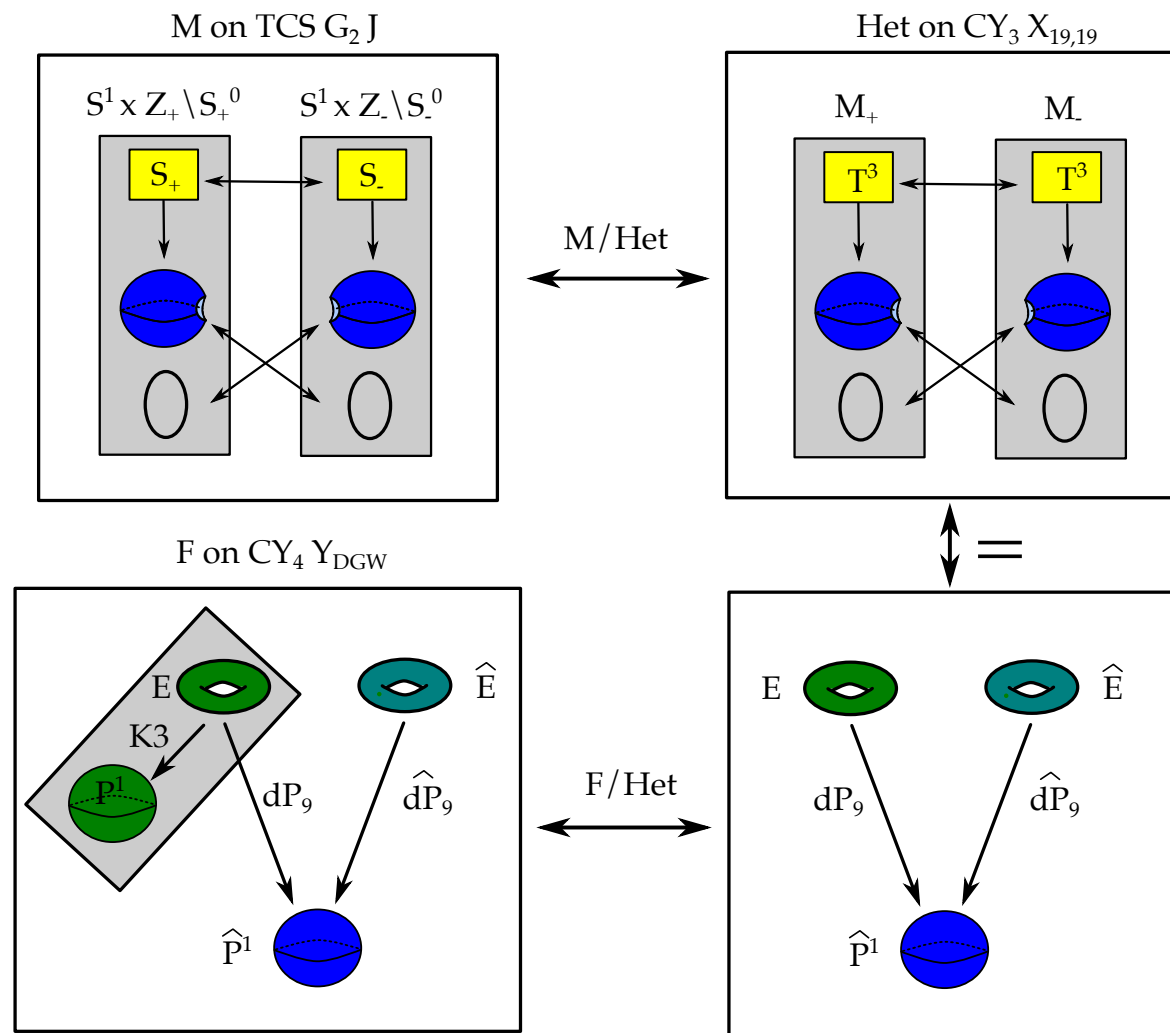 M on TCS G₂ J
Het on CY₃ X₁₉,₁₉
S¹ x Z₊\S₊⁰
S¹ x Z₋\S₋⁰
M₊
M₋
S₊
S₋
T³
T³
M/Het
F on CY₄ Y_DGW
=
E
Ê
K3
P¹
dP₉
d̂P₉
P̂¹
F/Het
E
Ê
dP₉
d̂P₉
P̂¹